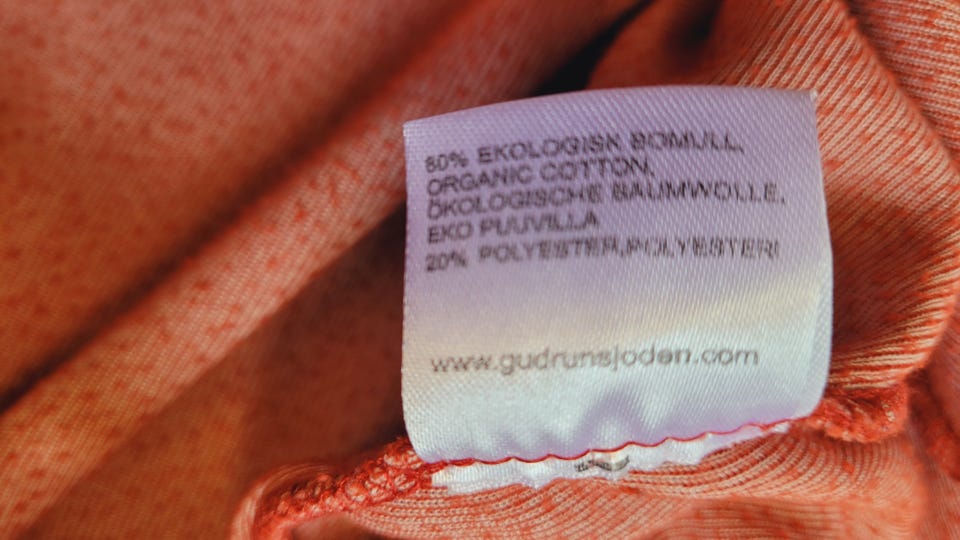 80% EKOLOGISK BOMULL,
ORGANIC COTTON,
ÖKOLOGISCHE BAUMWOLLE,
EKO PUUVILLA
20% POLYESTER,POLYESTERI
www.gudrunsjoden.com